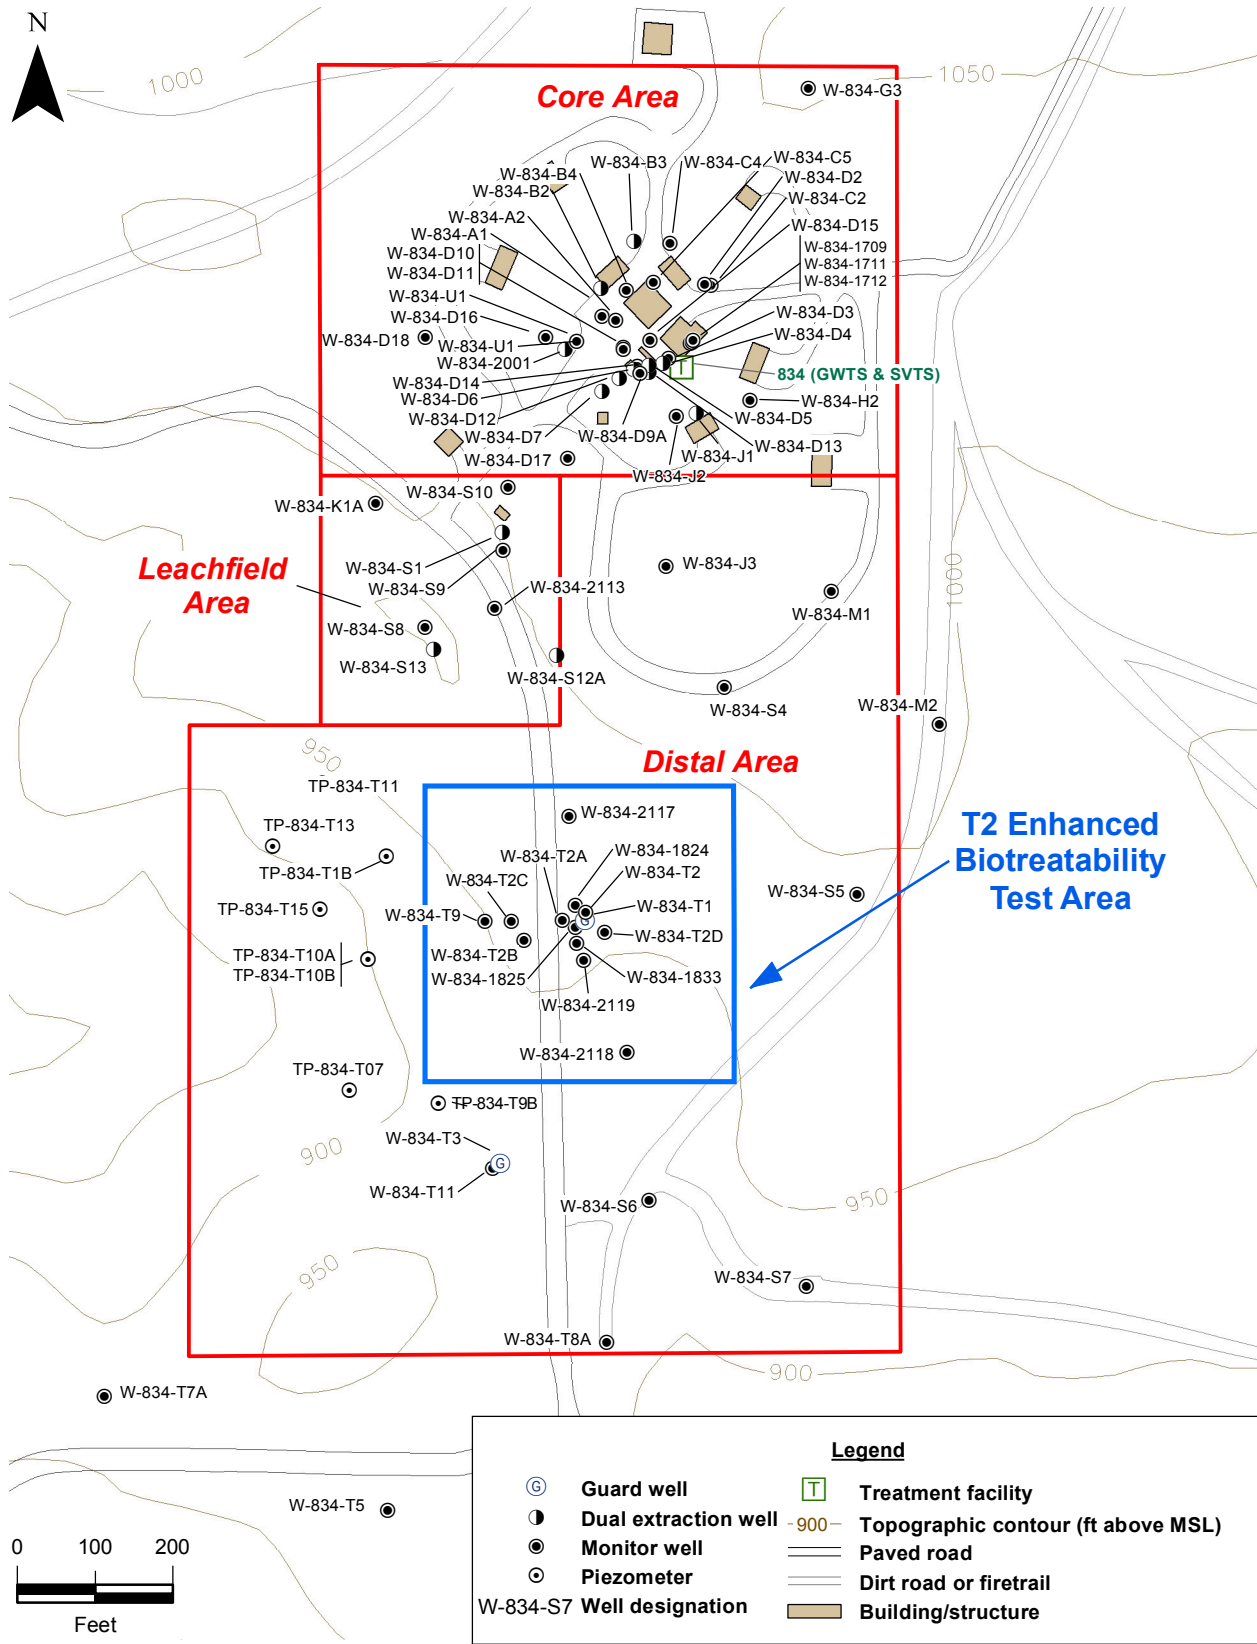 N
1000
1050
Core Area
W-834-G3
W-834-B3
W-834-C4
W-834-C5
W-834-B4
W-834-D2
W-834-B2
W-834-C2
W-834-A2
W-834-D15
W-834-A1
W-834-1709
W-834-D10
W-834-1711
W-834-D11
W-834-1712
W-834-U1
W-834-D16
W-834-D3
W-834-D18
W-834-U1
W-834-D4
W-834-2001
834 (GWTS & SVTS)
T
W-834-D14
W-834-D6
W-834-H2
W-834-D12
W-834-D5
W-834-D7
W-834-D9A
W-834-D13
W-834-D17
W-834-J1
W-834-J2
W-834-S10
W-834-K1A
Leachfield
Area
W-834-S1
W-834-S9
W-834-J3
W-834-2113
1000
W-834-M1
W-834-S8
W-834-S13
W-834-S12A
W-834-S4
W-834-M2
950
Distal Area
TP-834-T11
W-834-2117
T2 Enhanced
Biotreatability
Test Area
TP-834-T13
W-834-T2A
W-834-1824
TP-834-T1B
W-834-T2
W-834-T2C
W-834-S5
TP-834-T15
W-834-T1
W-834-T9
G
W-834-T2D
TP-834-T10A
W-834-T2B
TP-834-T10B
W-834-1825
W-834-1833
W-834-2119
W-834-2118
TP-834-T07
TP-834-T9B
900
W-834-T3
G
W-834-T11
W-834-S6
950
950
W-834-S7
W-834-T8A
900
W-834-T7A
W-834-T5
Legend
G Guard well
Dual extraction well
Monitor well
Piezometer
W-834-S7 Well designation
T Treatment facility
900 Topographic contour (ft above MSL)
Paved road
Dirt road or firetrail
Building/structure
0 100 200
Feet